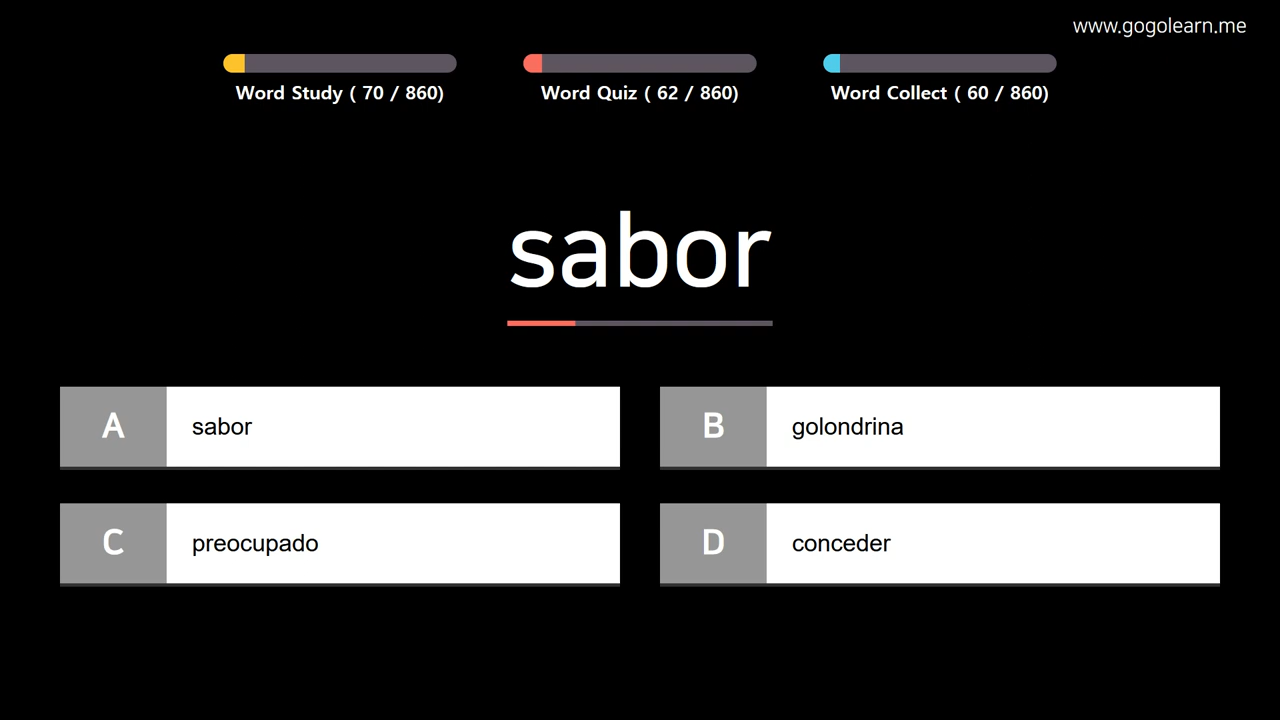 www.gogolearn.me
Word Study ( 70 / 860)
Word Quiz ( 62 / 860)
Word Collect ( 60 / 860)
sabor
A sabor
B golondrina
C preocupado
D conceder